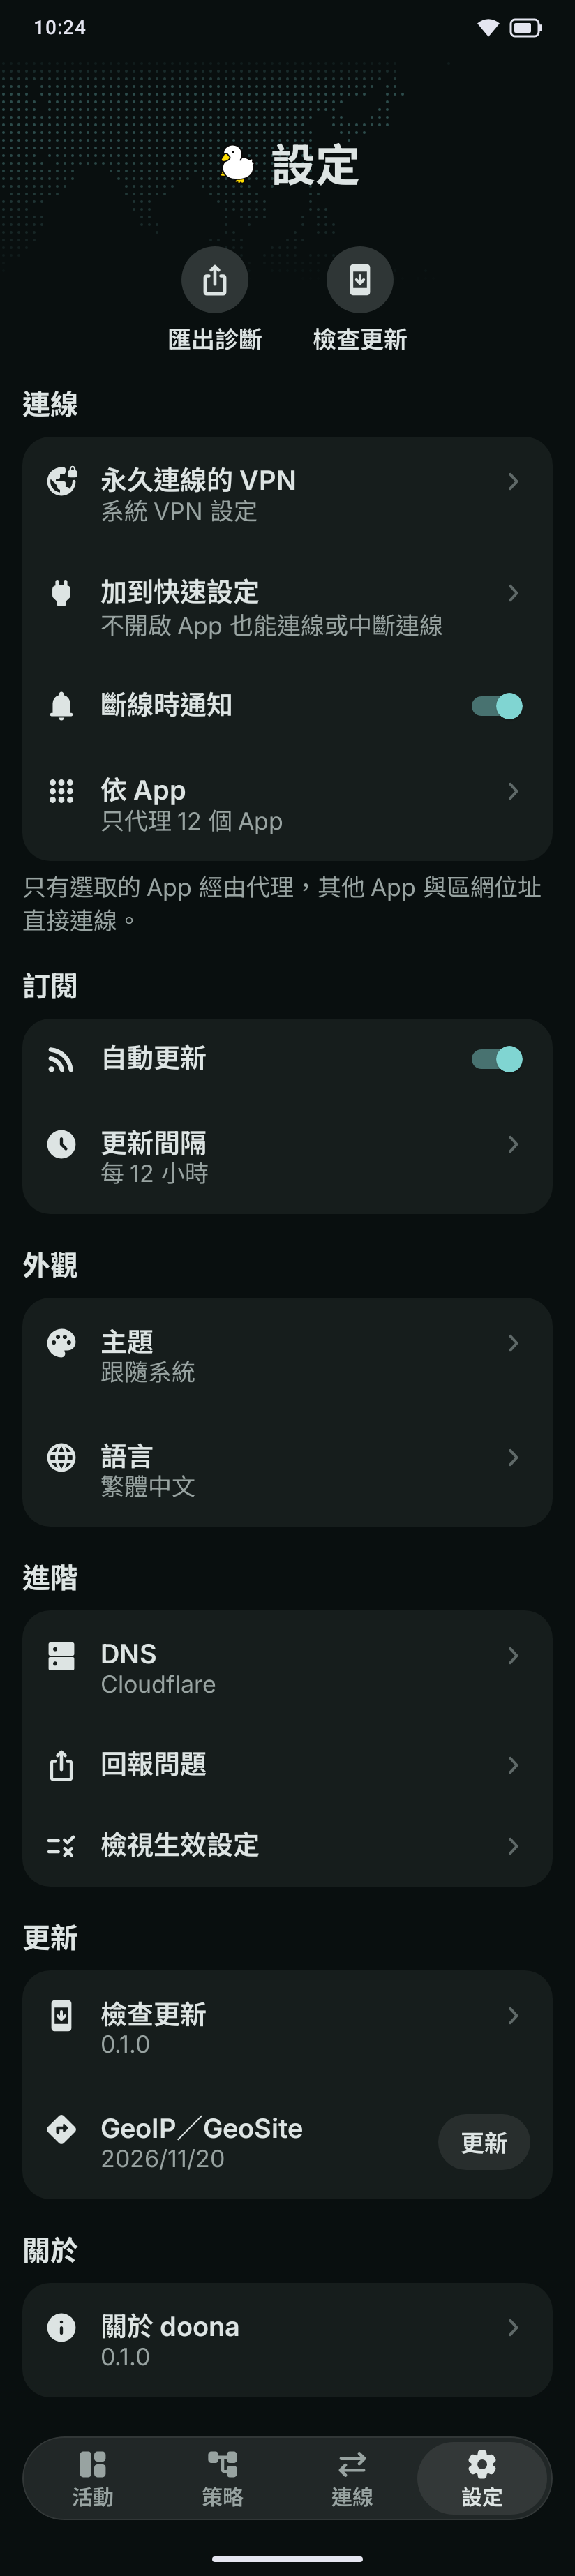 10:24
設定
匯出診斷
檢查更新
連線
永久連線的 VPN
系統 VPN 設定
加到快速設定
不開啟 App 也能連線或中斷連線
斷線時通知
依 App
只代理 12 個 App
只有選取的 App 經由代理，其他 App 與區網位址
直接連線。
訂閱
自動更新
更新間隔
每 12 小時
外觀
主題
跟隨系統
語言
繁體中文
進階
DNS
Cloudflare
回報問題
檢視生效設定
更新
檢查更新
0.1.0
GeoIP／GeoSite
2026/11/20
更新
關於
關於 doona
0.1.0
活動
策略
連線
設定